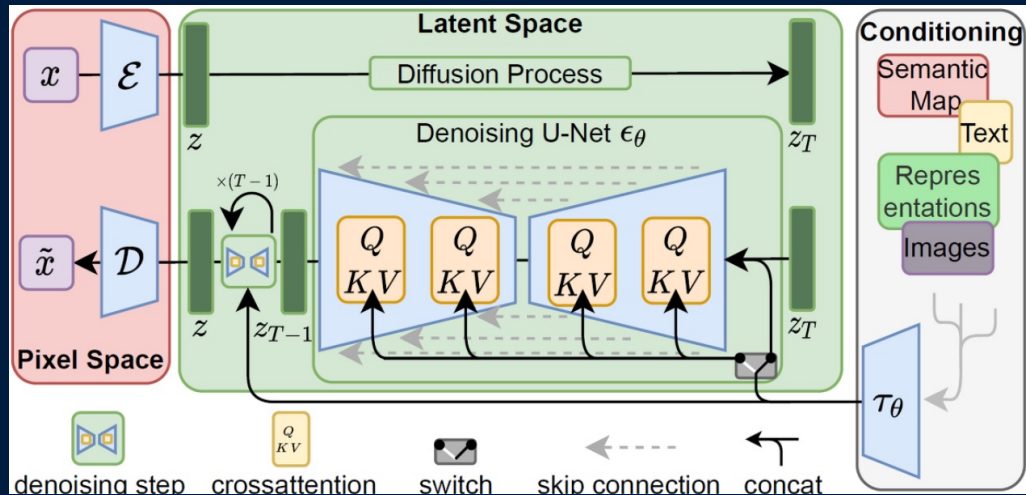 Latent Space
Conditioning
x
ℰ
z
Diffusion Process
z_T
Semantic
Map
Text
Repres
entations
Images
Denoising U-Net ϵ_θ
×(T−1)
x̃
𝒟
z
z_{T−1}
Q
KV
Q
KV
Q
KV
Q
KV
z_T
Pixel Space
τ_θ
Q
KV
denoising step
crossattention
switch
skip connection
concat